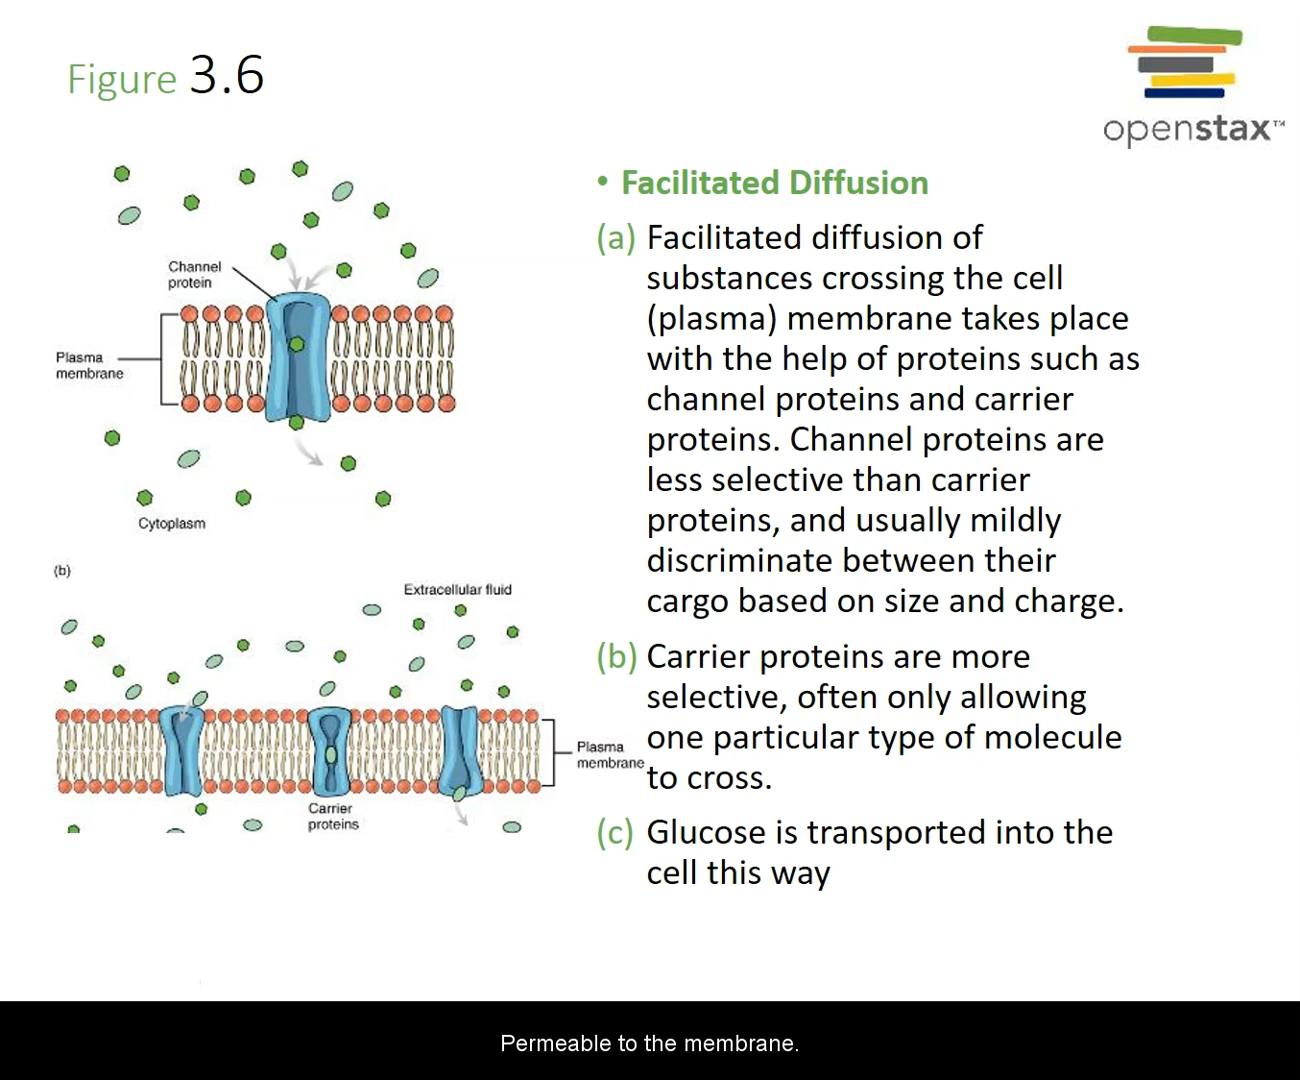 Figure 3.6
openstax™
Channel
protein
Plasma
membrane
Cytoplasm
(b)
Extracellular fluid
Plasma
membrane
Carrier
proteins
• Facilitated Diffusion
(a) Facilitated diffusion of
substances crossing the cell
(plasma) membrane takes place
with the help of proteins such as
channel proteins and carrier
proteins. Channel proteins are
less selective than carrier
proteins, and usually mildly
discriminate between their
cargo based on size and charge.
(b) Carrier proteins are more
selective, often only allowing
one particular type of molecule
to cross.
(c) Glucose is transported into the
cell this way
Permeable to the membrane.